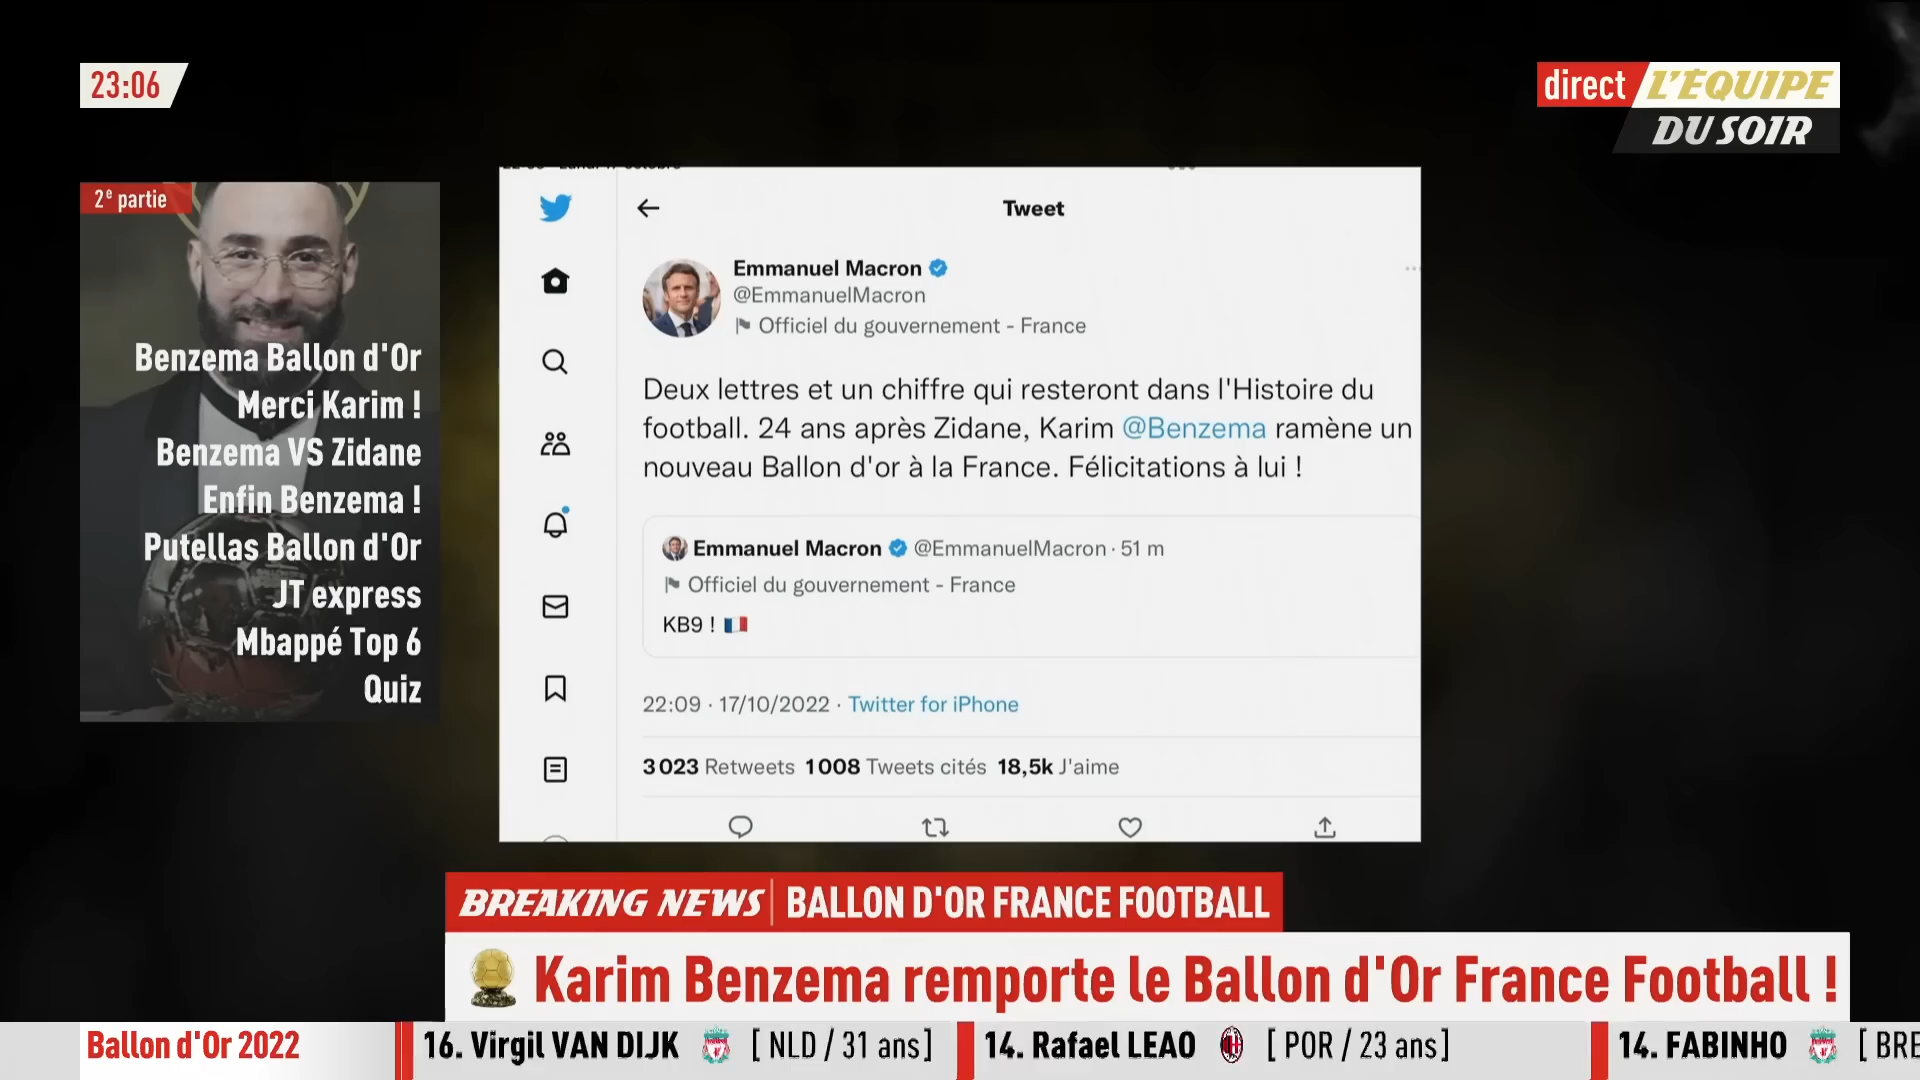 23:06
direct L'ÉQUIPE
DU SOIR
2e partie
Benzema Ballon d'Or
Merci Karim !
Benzema VS Zidane
Enfin Benzema !
Putellas Ballon d'Or
JT express
Mbappé Top 6
Quiz
Tweet
Emmanuel Macron
@EmmanuelMacron
Officiel du gouvernement - France
Deux lettres et un chiffre qui resteront dans l'Histoire du
football. 24 ans après Zidane, Karim @Benzema ramène un
nouveau Ballon d'or à la France. Félicitations à lui !
Emmanuel Macron @EmmanuelMacron · 51 m
Officiel du gouvernement - France
KB9 ! 🇫🇷
22:09 · 17/10/2022 · Twitter for iPhone
3 023 Retweets 1 008 Tweets cités 18,5k J'aime
BREAKING NEWS | BALLON D'OR FRANCE FOOTBALL
Karim Benzema remporte le Ballon d'Or France Football !
Ballon d'Or 2022 16. Virgil VAN DIJK [ NLD / 31 ans ] 14. Rafael LEAO [ POR / 23 ans ] 14. FABINHO [ BRE